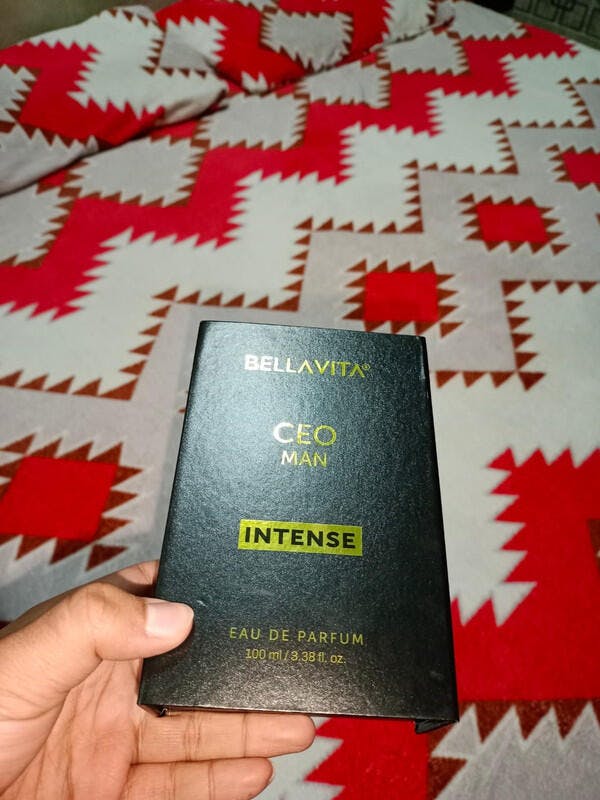 BELLAVITA®
CEO
MAN
INTENSE
EAU DE PARFUM
100 ml / 3.38 fl. oz.